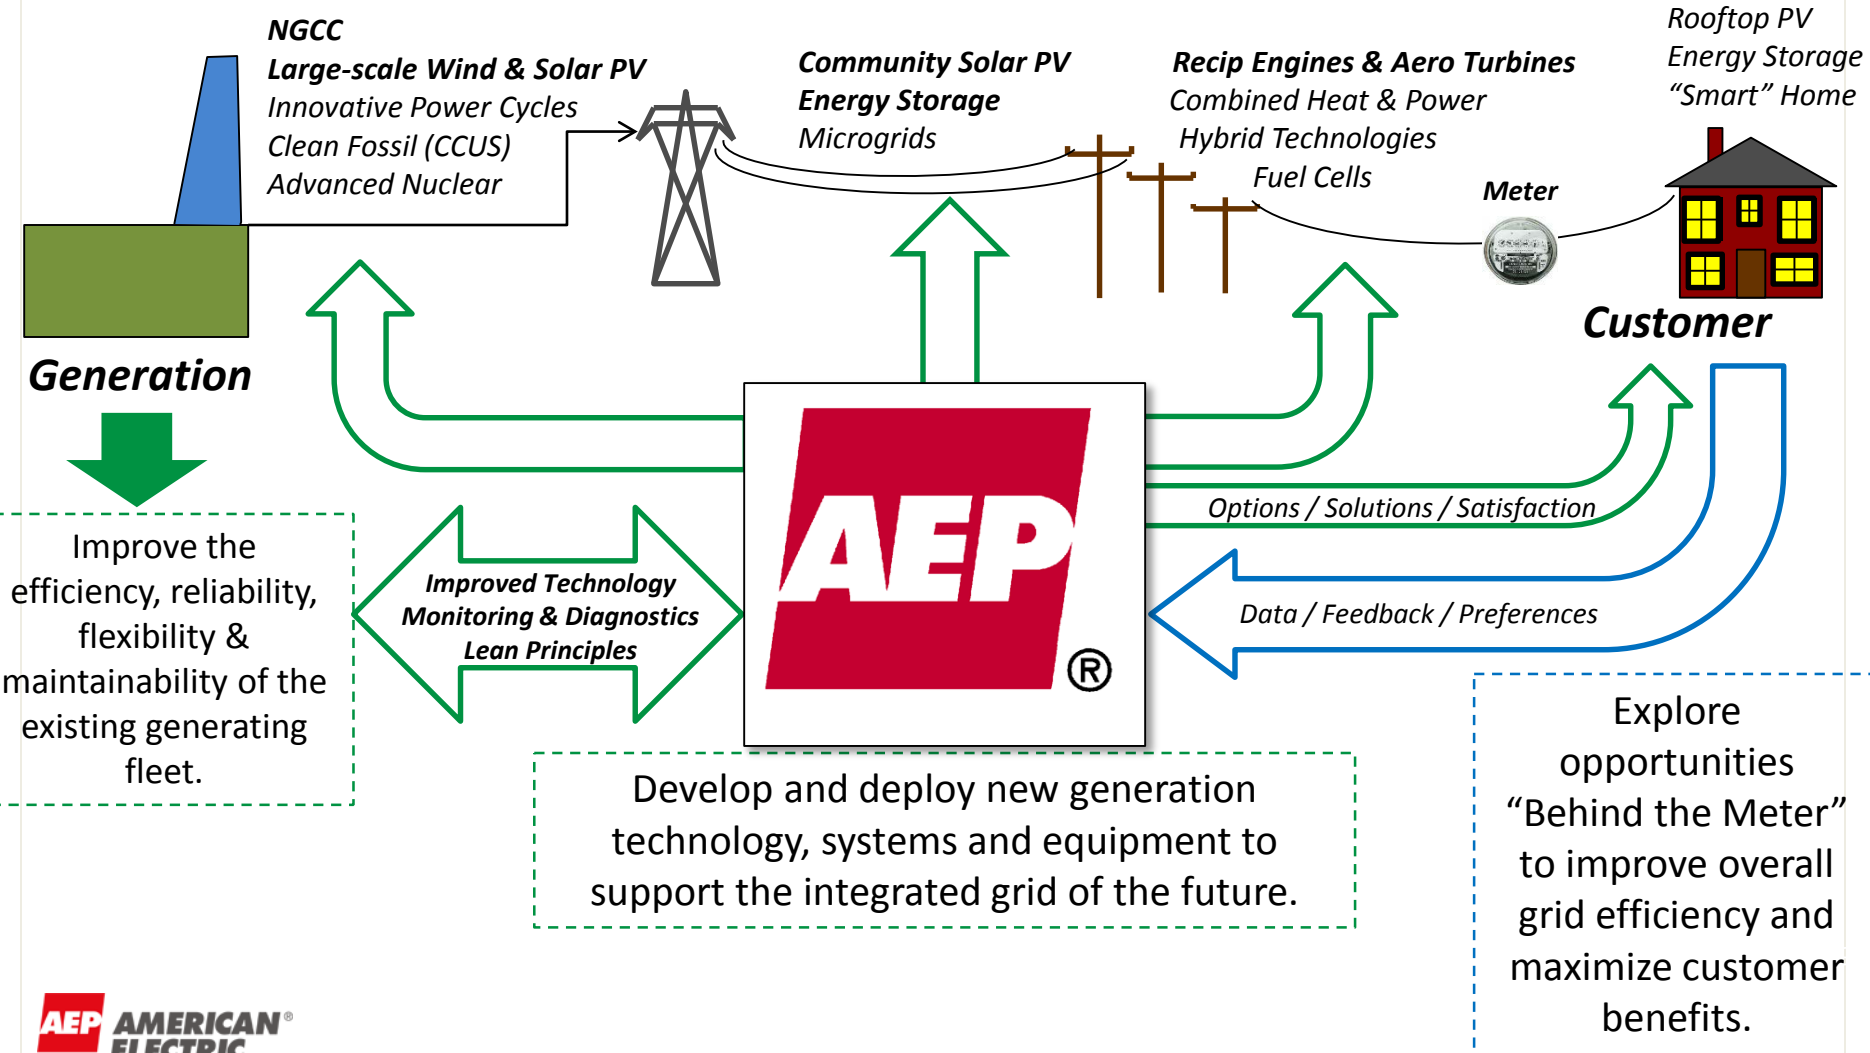 NGCC
Large-scale Wind & Solar PV
Innovative Power Cycles
Clean Fossil (CCUS)
Advanced Nuclear
Community Solar PV
Energy Storage
Microgrids
Recip Engines & Aero Turbines
Combined Heat & Power
Hybrid Technologies
Fuel Cells
Rooftop PV
Energy Storage
“Smart” Home
Meter
Customer
Generation
Improve the
efficiency, reliability,
flexibility &
maintainability of the
existing generating
fleet.
Improved Technology
Monitoring & Diagnostics
Lean Principles
AEP
®
Options / Solutions / Satisfaction
Data / Feedback / Preferences
Develop and deploy new generation
technology, systems and equipment to
support the integrated grid of the future.
Explore
opportunities
“Behind the Meter”
to improve overall
grid efficiency and
maximize customer
benefits.
AEP AMERICAN®
ELECTRIC